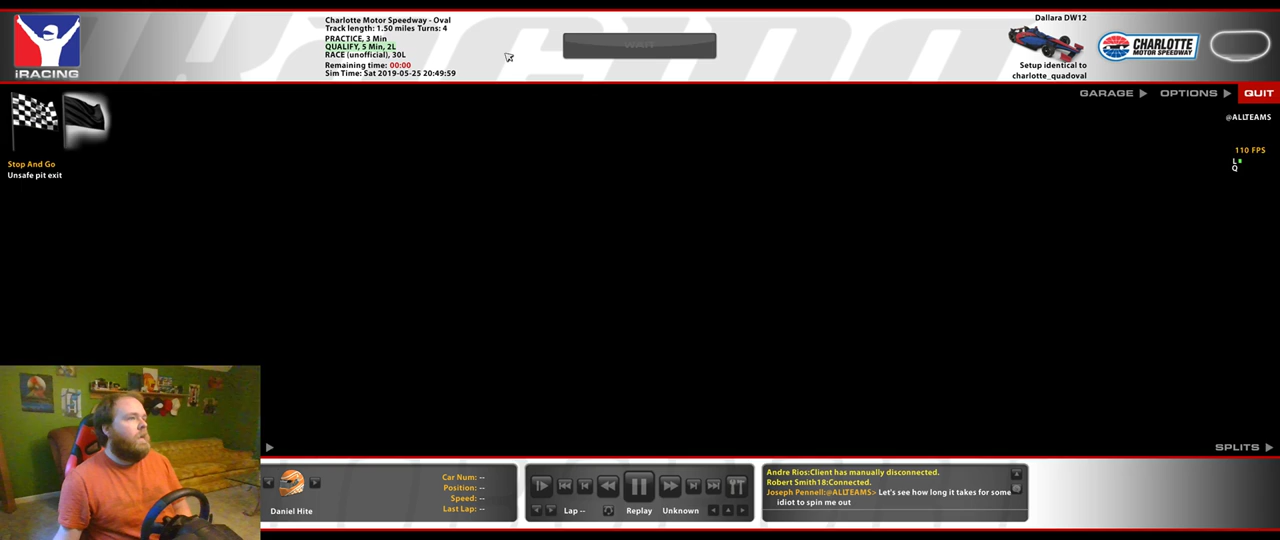 iRACING
Charlotte Motor Speedway - Oval
Track length: 1.50 miles Turns: 4
PRACTICE, 3 Min
QUALIFY, 5 Min, 2L
RACE (unofficial), 30L
Remaining time: 00:00
Sim Time: Sat 2019-05-25 20:49:59
WAIT
Dallara DW12
Setup identical to
charlotte_quadoval
CHARLOTTE
MOTOR SPEEDWAY
GARAGE
OPTIONS
QUIT
@ALLTEAMS
110 FPS
L
Q
Stop And Go
Unsafe pit exit
SPLITS
Daniel Hite
Car Num: --
Position: --
Speed: --
Last Lap: --
Lap --
Replay
Unknown
Andre Rios:Client has manually disconnected.
Robert Smith18:Connected.
Joseph Pennell:@ALLTEAMS> Let's see how long it takes for some
idiot to spin me out